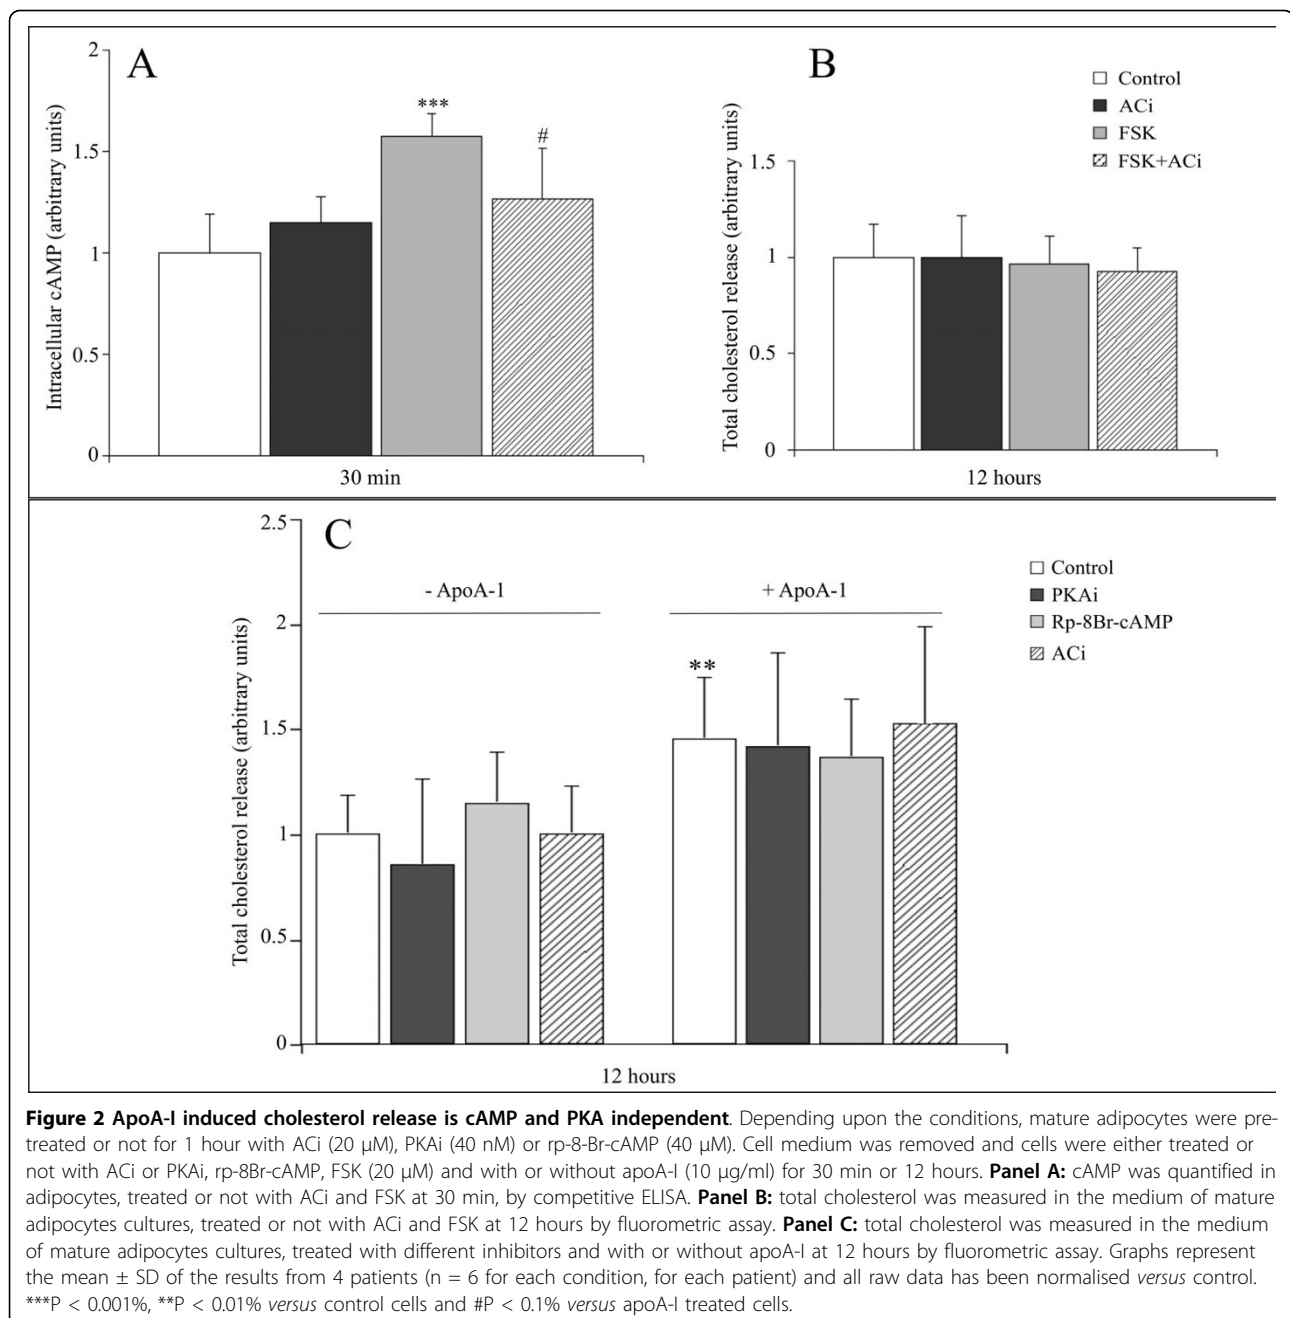 A
2
1.5
1
0.5
0
Intracellular cAMP (arbitrary units)
***
#
30 min
B
Control
ACi
FSK
FSK+ACi
1.5
1
0.5
0
Total cholesterol release (arbitrary units)
12 hours
C
2.5
2
1.5
1
0.5
0
Total cholesterol release (arbitrary units)
- ApoA-1
+ ApoA-1
**
Control
PKAi
Rp-8Br-cAMP
ACi
12 hours
Figure 2 ApoA-I induced cholesterol release is cAMP and PKA independent. Depending upon the conditions, mature adipocytes were pre-
treated or not for 1 hour with ACi (20 μM), PKAi (40 nM) or rp-8-Br-cAMP (40 μM). Cell medium was removed and cells were either treated or
not with ACi or PKAi, rp-8Br-cAMP, FSK (20 μM) and with or without apoA-I (10 μg/ml) for 30 min or 12 hours. Panel A: cAMP was quantified in
adipocytes, treated or not with ACi and FSK at 30 min, by competitive ELISA. Panel B: total cholesterol was measured in the medium of mature
adipocytes cultures, treated or not with ACi and FSK at 12 hours by fluorometric assay. Panel C: total cholesterol was measured in the medium
of mature adipocytes cultures, treated with different inhibitors and with or without apoA-I at 12 hours by fluorometric assay. Graphs represent
the mean ± SD of the results from 4 patients (n = 6 for each condition, for each patient) and all raw data has been normalised versus control.
***P < 0.001%, **P < 0.01% versus control cells and #P < 0.1% versus apoA-I treated cells.